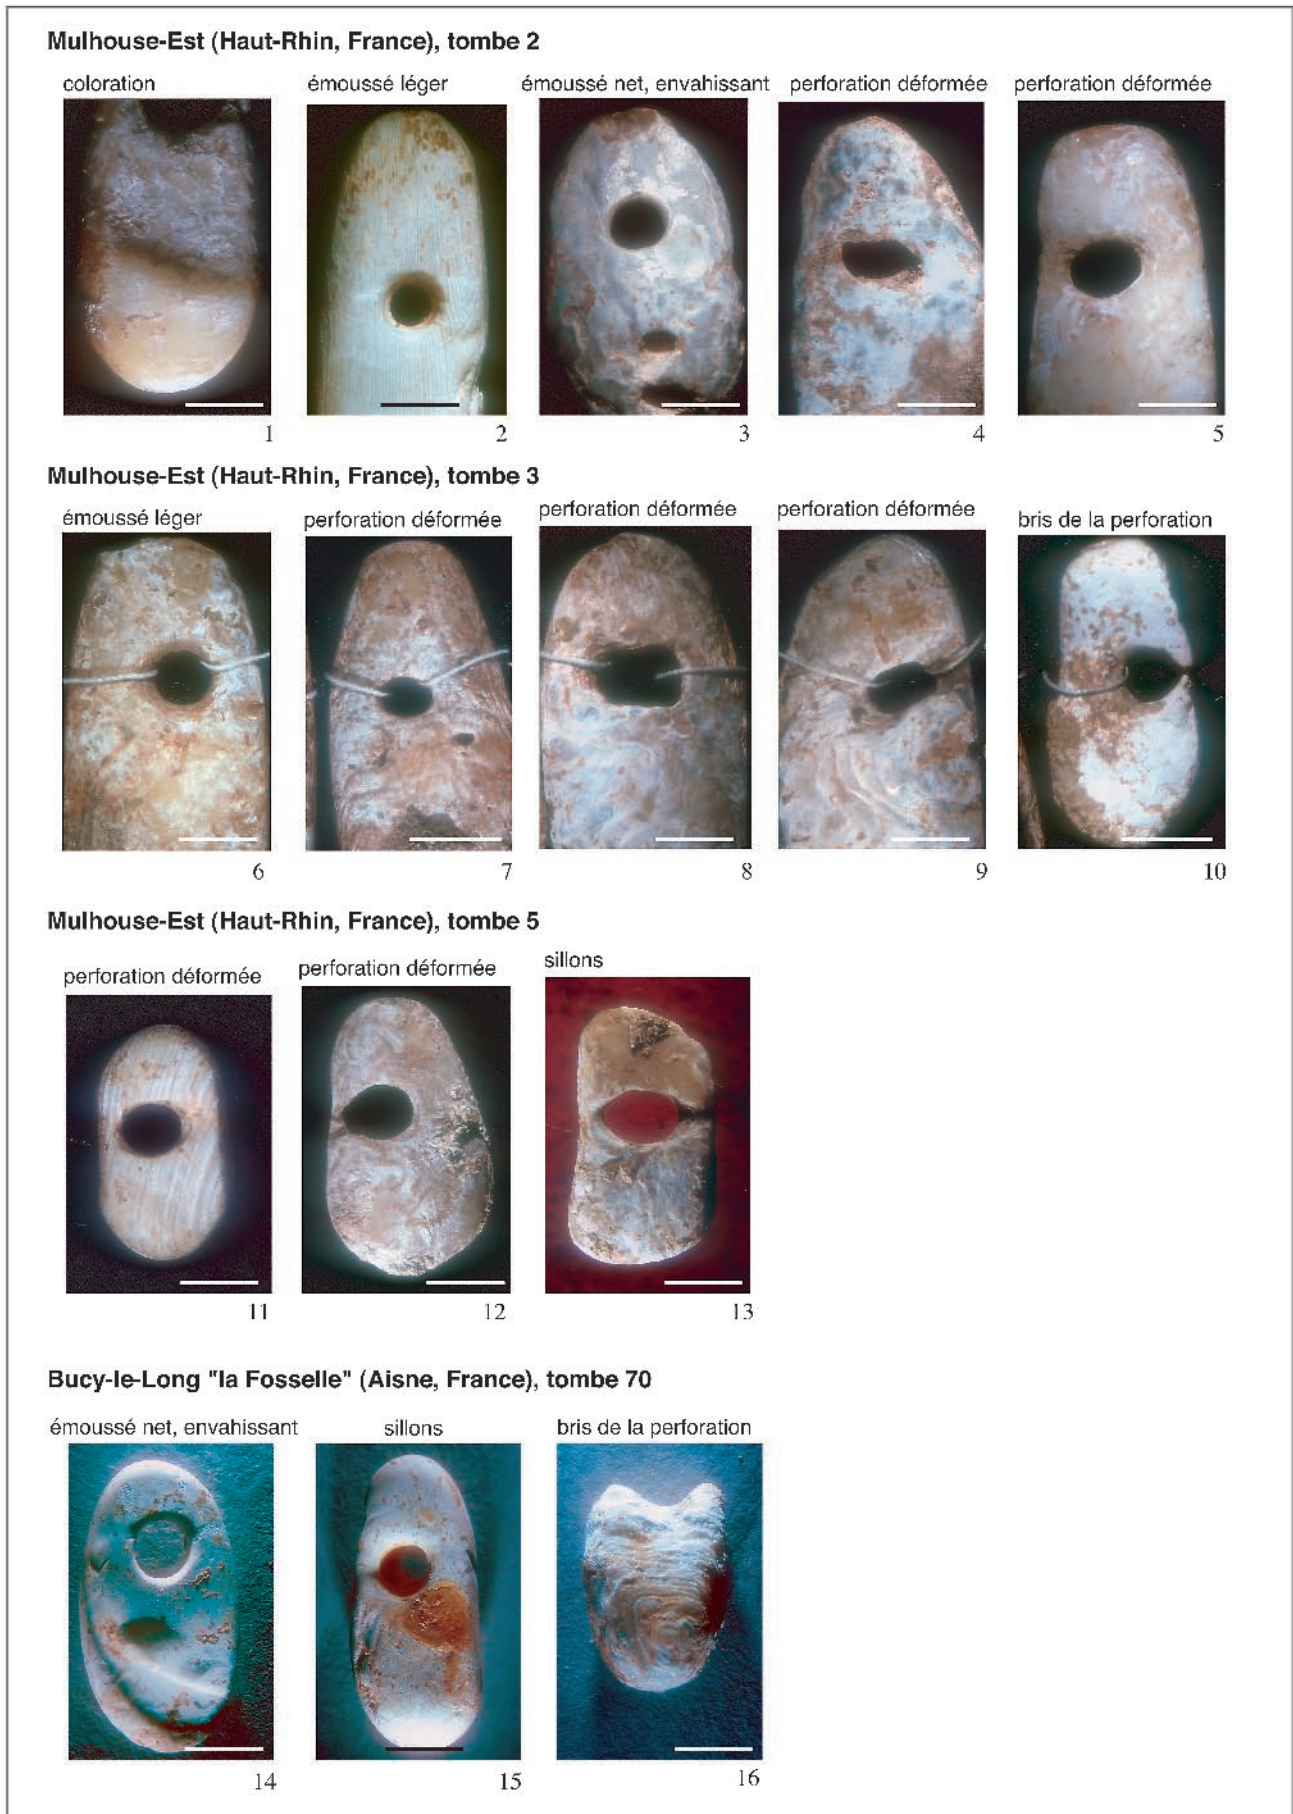 Mulhouse-Est (Haut-Rhin, France), tombe 2
coloration
émoussé léger
émoussé net, envahissant
perforation déformée
perforation déformée
1
2
3
4
5
Mulhouse-Est (Haut-Rhin, France), tombe 3
émoussé léger
perforation déformée
perforation déformée
perforation déformée
bris de la perforation
6
7
8
9
10
Mulhouse-Est (Haut-Rhin, France), tombe 5
perforation déformée
perforation déformée
sillons
11
12
13
Bucy-le-Long "la Fosselle" (Aisne, France), tombe 70
émoussé net, envahissant
sillons
bris de la perforation
14
15
16